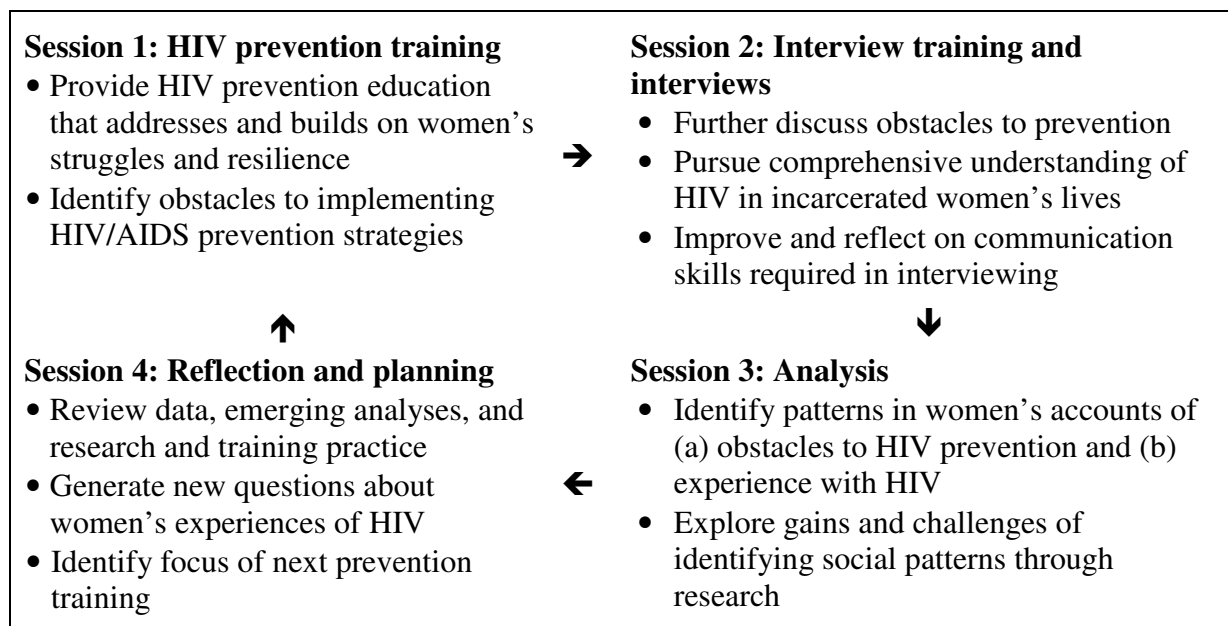 Session 1: HIV prevention training
• Provide HIV prevention education
that addresses and builds on women’s
struggles and resilience
• Identify obstacles to implementing
HIV/AIDS prevention strategies
➔
Session 2: Interview training and
interviews
• Further discuss obstacles to prevention
• Pursue comprehensive understanding of
HIV in incarcerated women’s lives
• Improve and reflect on communication
skills required in interviewing
🡹
🡻
Session 4: Reflection and planning
• Review data, emerging analyses, and
research and training practice
• Generate new questions about
women’s experiences of HIV
• Identify focus of next prevention
training
🡸
Session 3: Analysis
• Identify patterns in women’s accounts of
(a) obstacles to HIV prevention and (b)
experience with HIV
• Explore gains and challenges of
identifying social patterns through
research